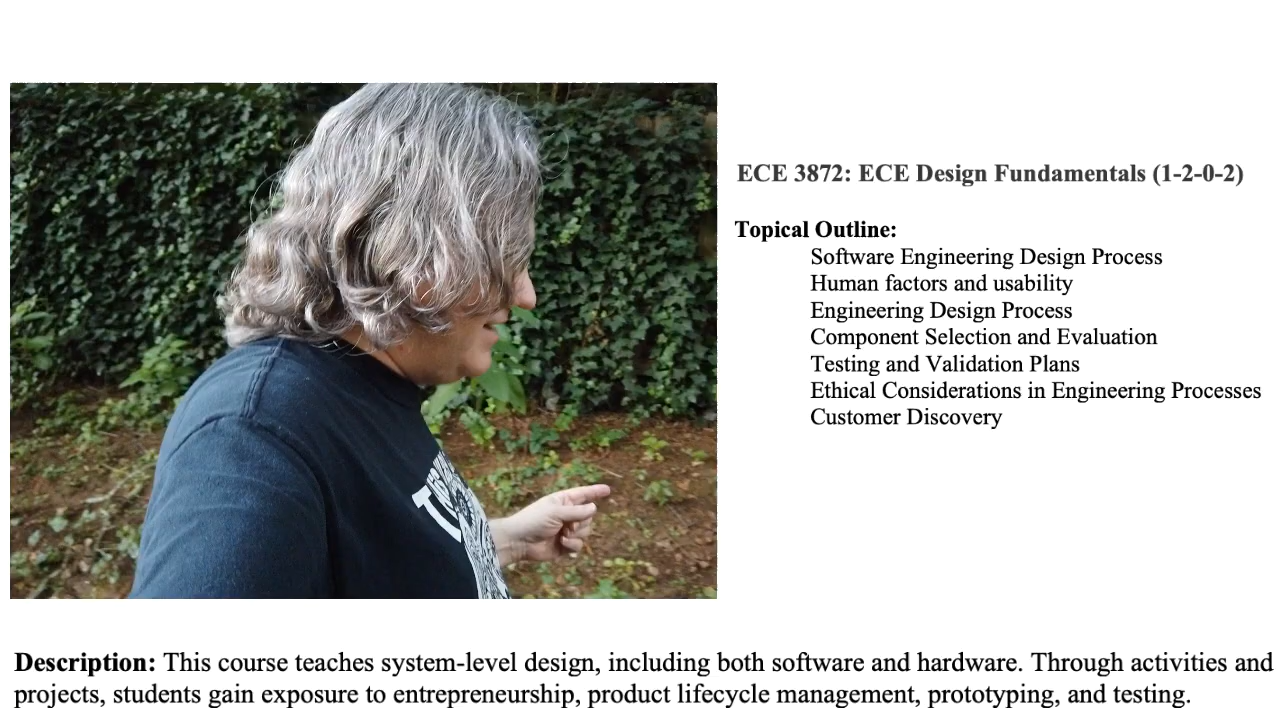 ECE 3872: ECE Design Fundamentals (1-2-0-2)
Topical Outline:
Software Engineering Design Process
Human factors and usability
Engineering Design Process
Component Selection and Evaluation
Testing and Validation Plans
Ethical Considerations in Engineering Processes
Customer Discovery
Description: This course teaches system-level design, including both software and hardware. Through activities and
projects, students gain exposure to entrepreneurship, product lifecycle management, prototyping, and testing.